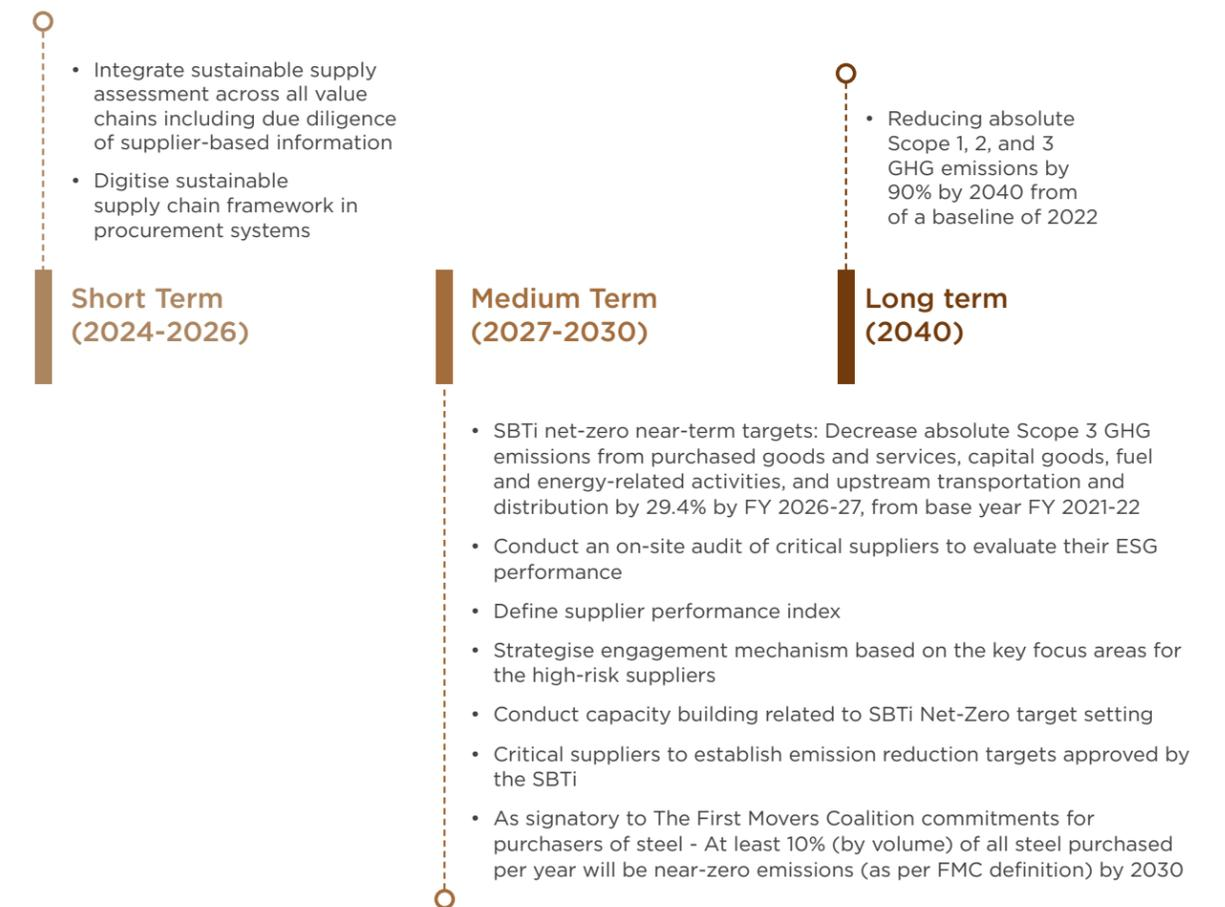 • Integrate sustainable supply
assessment across all value
chains including due diligence
of supplier-based information
• Digitise sustainable
supply chain framework in
procurement systems
Short Term
(2024-2026)
Medium Term
(2027-2030)
• Reducing absolute
Scope 1, 2, and 3
GHG emissions by
90% by 2040 from
of a baseline of 2022
Long term
(2040)
• SBTi net-zero near-term targets: Decrease absolute Scope 3 GHG
emissions from purchased goods and services, capital goods, fuel
and energy-related activities, and upstream transportation and
distribution by 29.4% by FY 2026-27, from base year FY 2021-22
• Conduct an on-site audit of critical suppliers to evaluate their ESG
performance
• Define supplier performance index
• Strategise engagement mechanism based on the key focus areas for
the high-risk suppliers
• Conduct capacity building related to SBTi Net-Zero target setting
• Critical suppliers to establish emission reduction targets approved by
the SBTi
• As signatory to The First Movers Coalition commitments for
purchasers of steel - At least 10% (by volume) of all steel purchased
per year will be near-zero emissions (as per FMC definition) by 2030